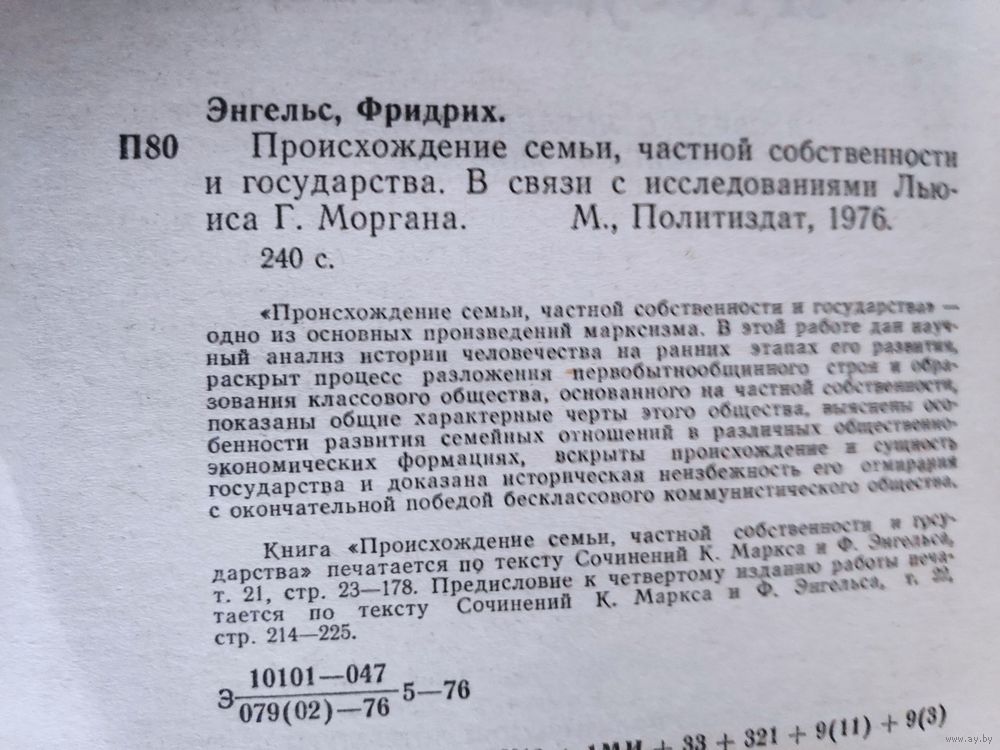 Энгельс, Фридрих.
П80 Происхождение семьи, частной собственности
и государства. В связи с исследованиями Лью-
иса Г. Моргана. М., Политиздат, 1976.
240 с.
«Происхождение семьи, частной собственности и государства» —
одно из основных произведений марксизма. В этой работе дан науч-
ный анализ истории человечества на ранних этапах его развития,
раскрыт процесс разложения первобытнообщинного строя и обра-
зования классового общества, основанного на частной собственности,
показаны общие характерные черты этого общества, выяснены осо-
бенности развития семейных отношений в различных общественно-
экономических формациях, вскрыты происхождение и сущность
государства и доказана историческая неизбежность его отмирания
с окончательной победой бесклассового коммунистического общества.
Книга «Происхождение семьи, частной собственности и госу-
дарства» печатается по тексту Сочинений К. Маркса и Ф. Энгельса,
т. 21, стр. 23—178. Предисловие к четвертому изданию работы печа-
тается по тексту Сочинений К. Маркса и Ф. Энгельса, т. 22,
стр. 214—225.
10101—047
Э 5—76
079(02)—76
+ 33 + 321 + 9(11) + 9(3)
www.ay.by